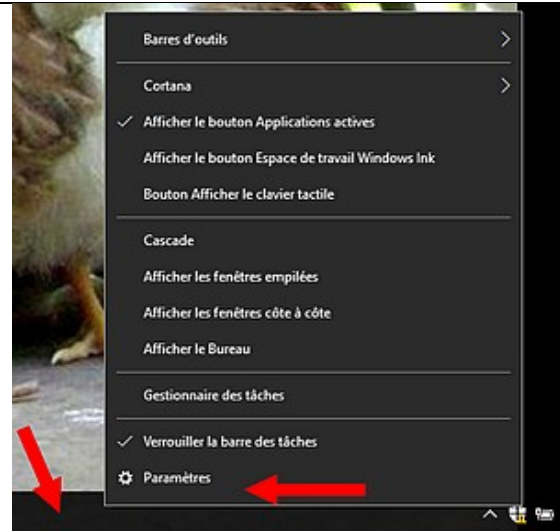 Barres d'outils
Cortana
Afficher le bouton Applications actives
Afficher le bouton Espace de travail Windows Ink
Bouton Afficher le clavier tactile
Cascade
Afficher les fenêtres empilées
Afficher les fenêtres côte à côte
Afficher le Bureau
Gestionnaire des tâches
Verrouiller la barre des tâches
Paramètres